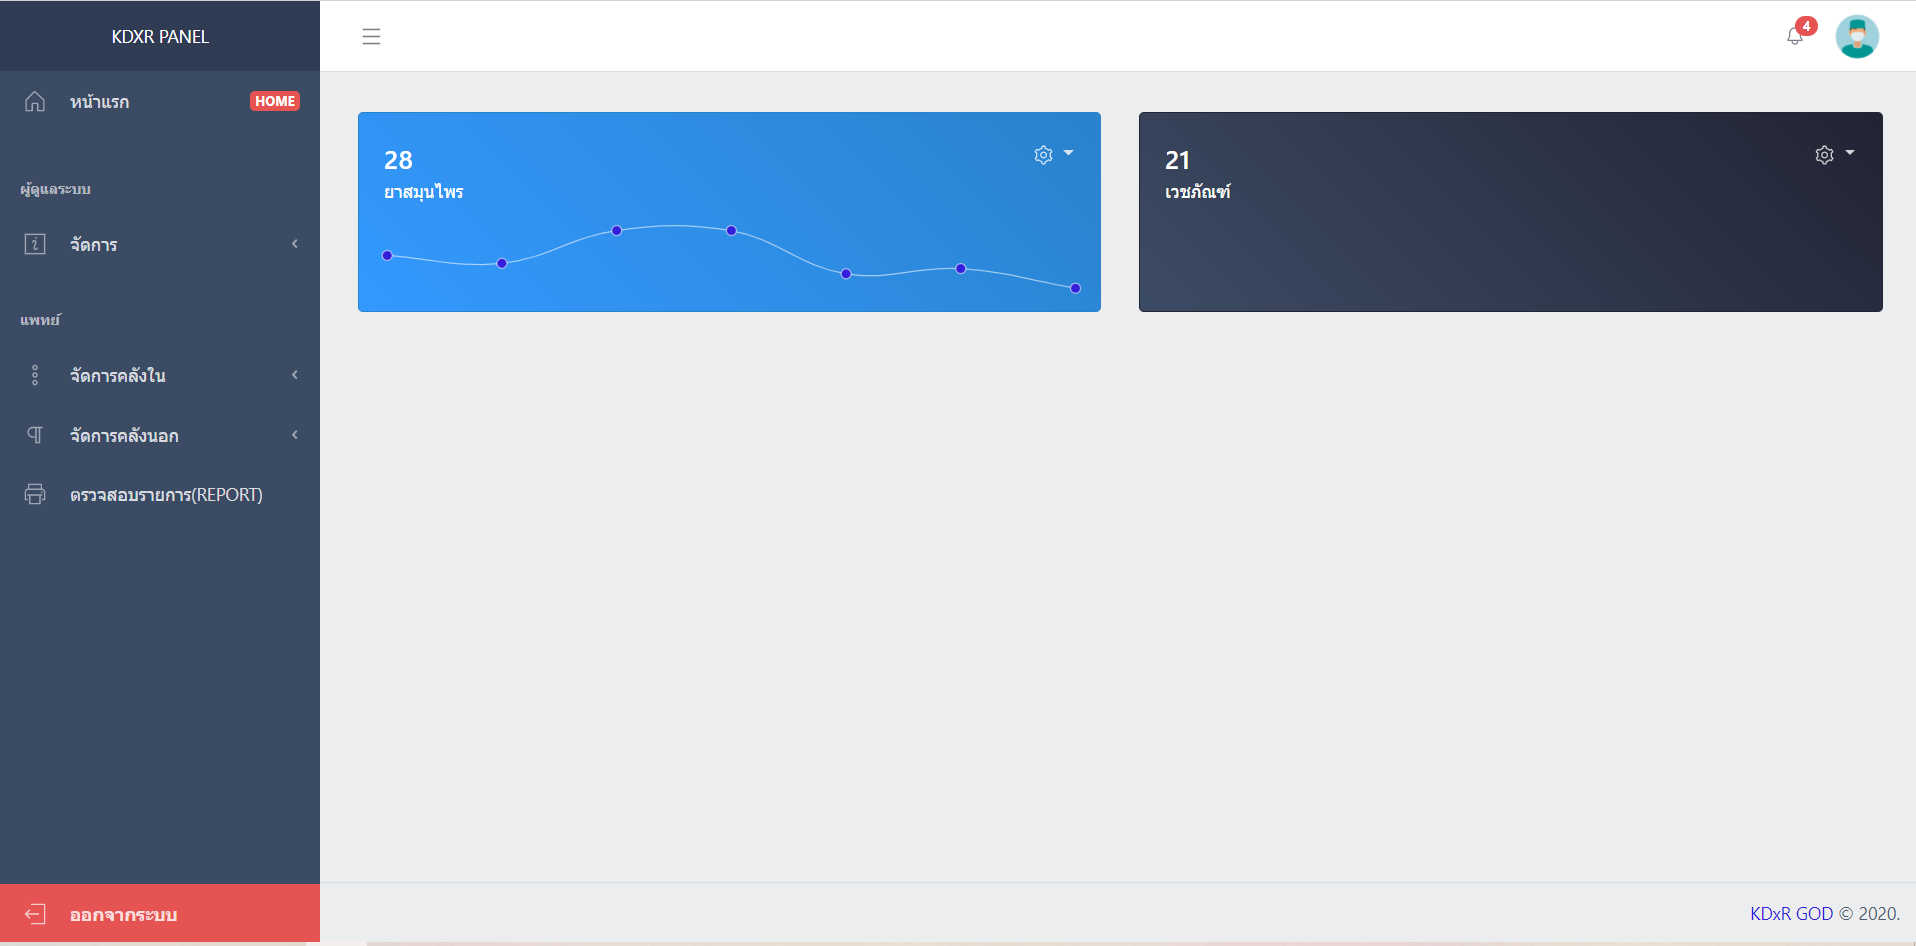 KDXR PANEL
4
หน้าแรก HOME
ผู้ดูแลระบบ
จัดการ
แพทย์
จัดการคลังใน
จัดการคลังนอก
ตรวจสอบรายการ(REPORT)
ออกจากระบบ
28
ยาสมุนไพร
21
เวชภัณฑ์
KDxR GOD © 2020.